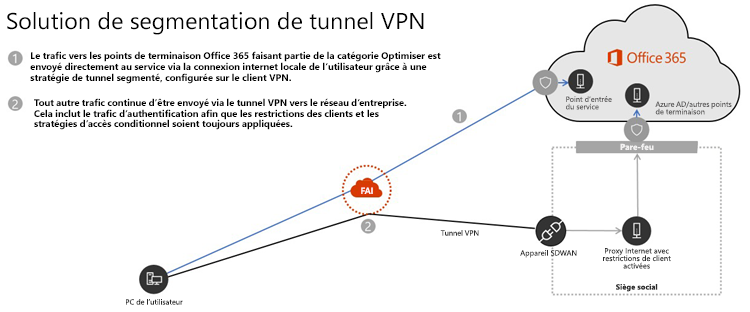 Solution de segmentation de tunnel VPN
1
Le trafic vers les points de terminaison Office 365 faisant partie de la catégorie Optimiser est
envoyé directement au service via la connexion internet locale de l'utilisateur grâce à une
stratégie de tunnel segmenté, configurée sur le client VPN.
2
Tout autre trafic continue d'être envoyé via le tunnel VPN vers le réseau d'entreprise.
Cela inclut le trafic d'authentification afin que les restrictions des clients et les
stratégies d'accès conditionnel soient toujours appliquées.
Office 365
Point d'entrée
du service
Azure AD/autres points
de terminaison
1
Pare-feu
FAI
2
Tunnel VPN
Appareil SDWAN
Proxy Internet avec
restrictions de client
activées
Siège social
PC de l'utilisateur